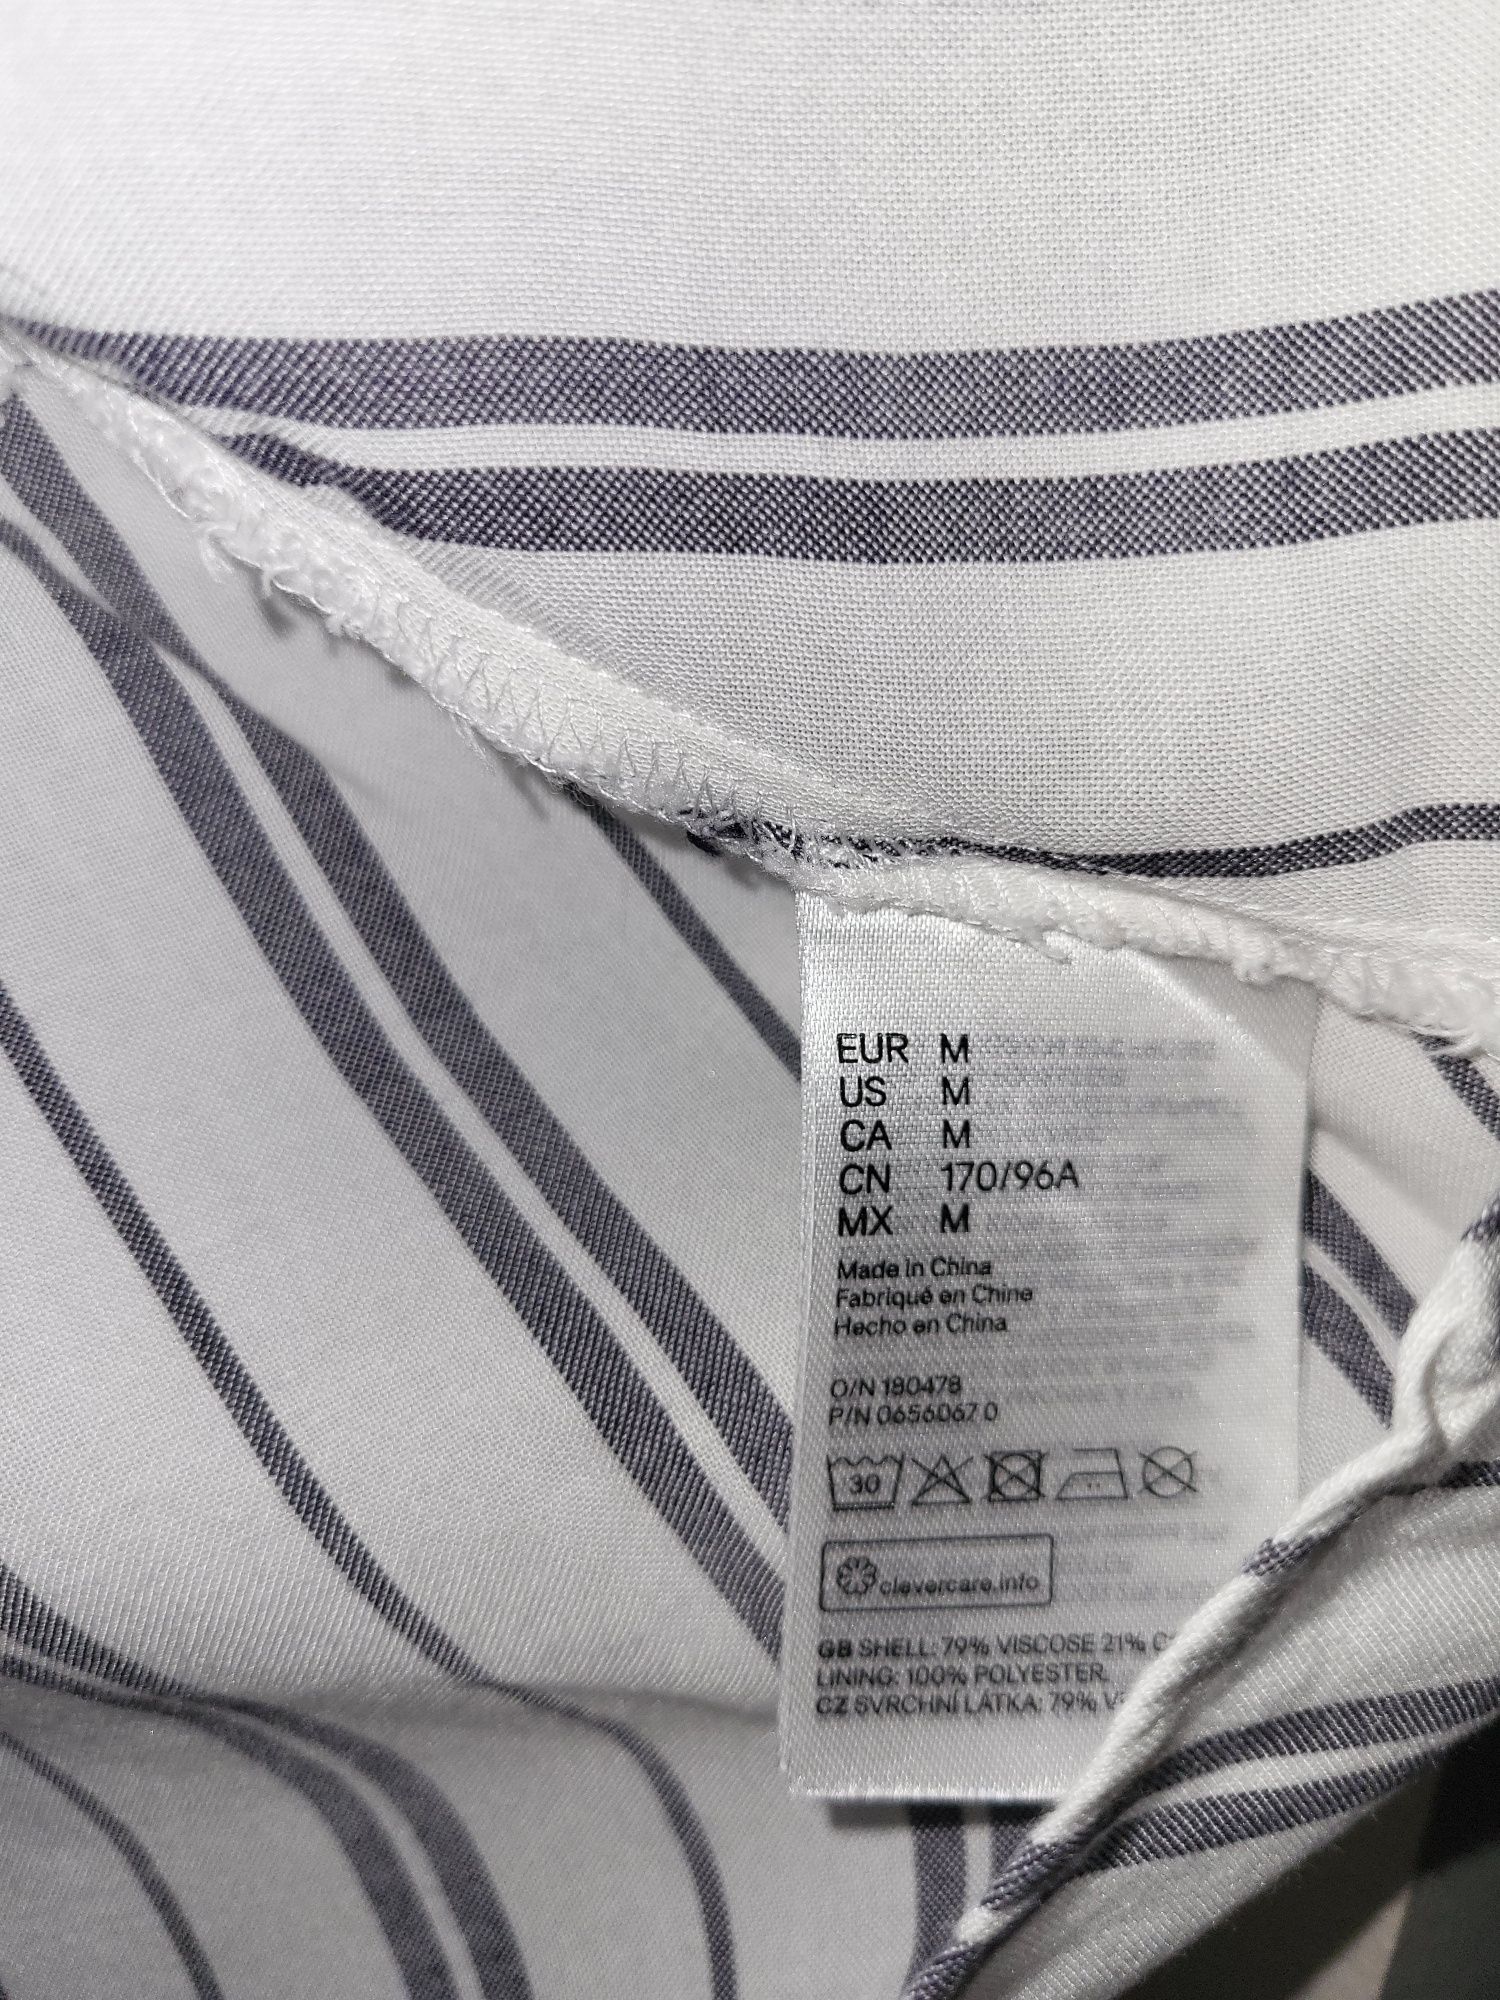 EUR M
US M
CA M
CN 170/96A
MX M
Made in China
Fabriqué en Chine
Hecho en China
O/N 180478
P/N 0656067 0
30
clevercare.info
GB SHELL: 79% VISCOSE 21%
LINING: 100% POLYESTER.
CZ SVRCHNÍ LÁTKA: 79%